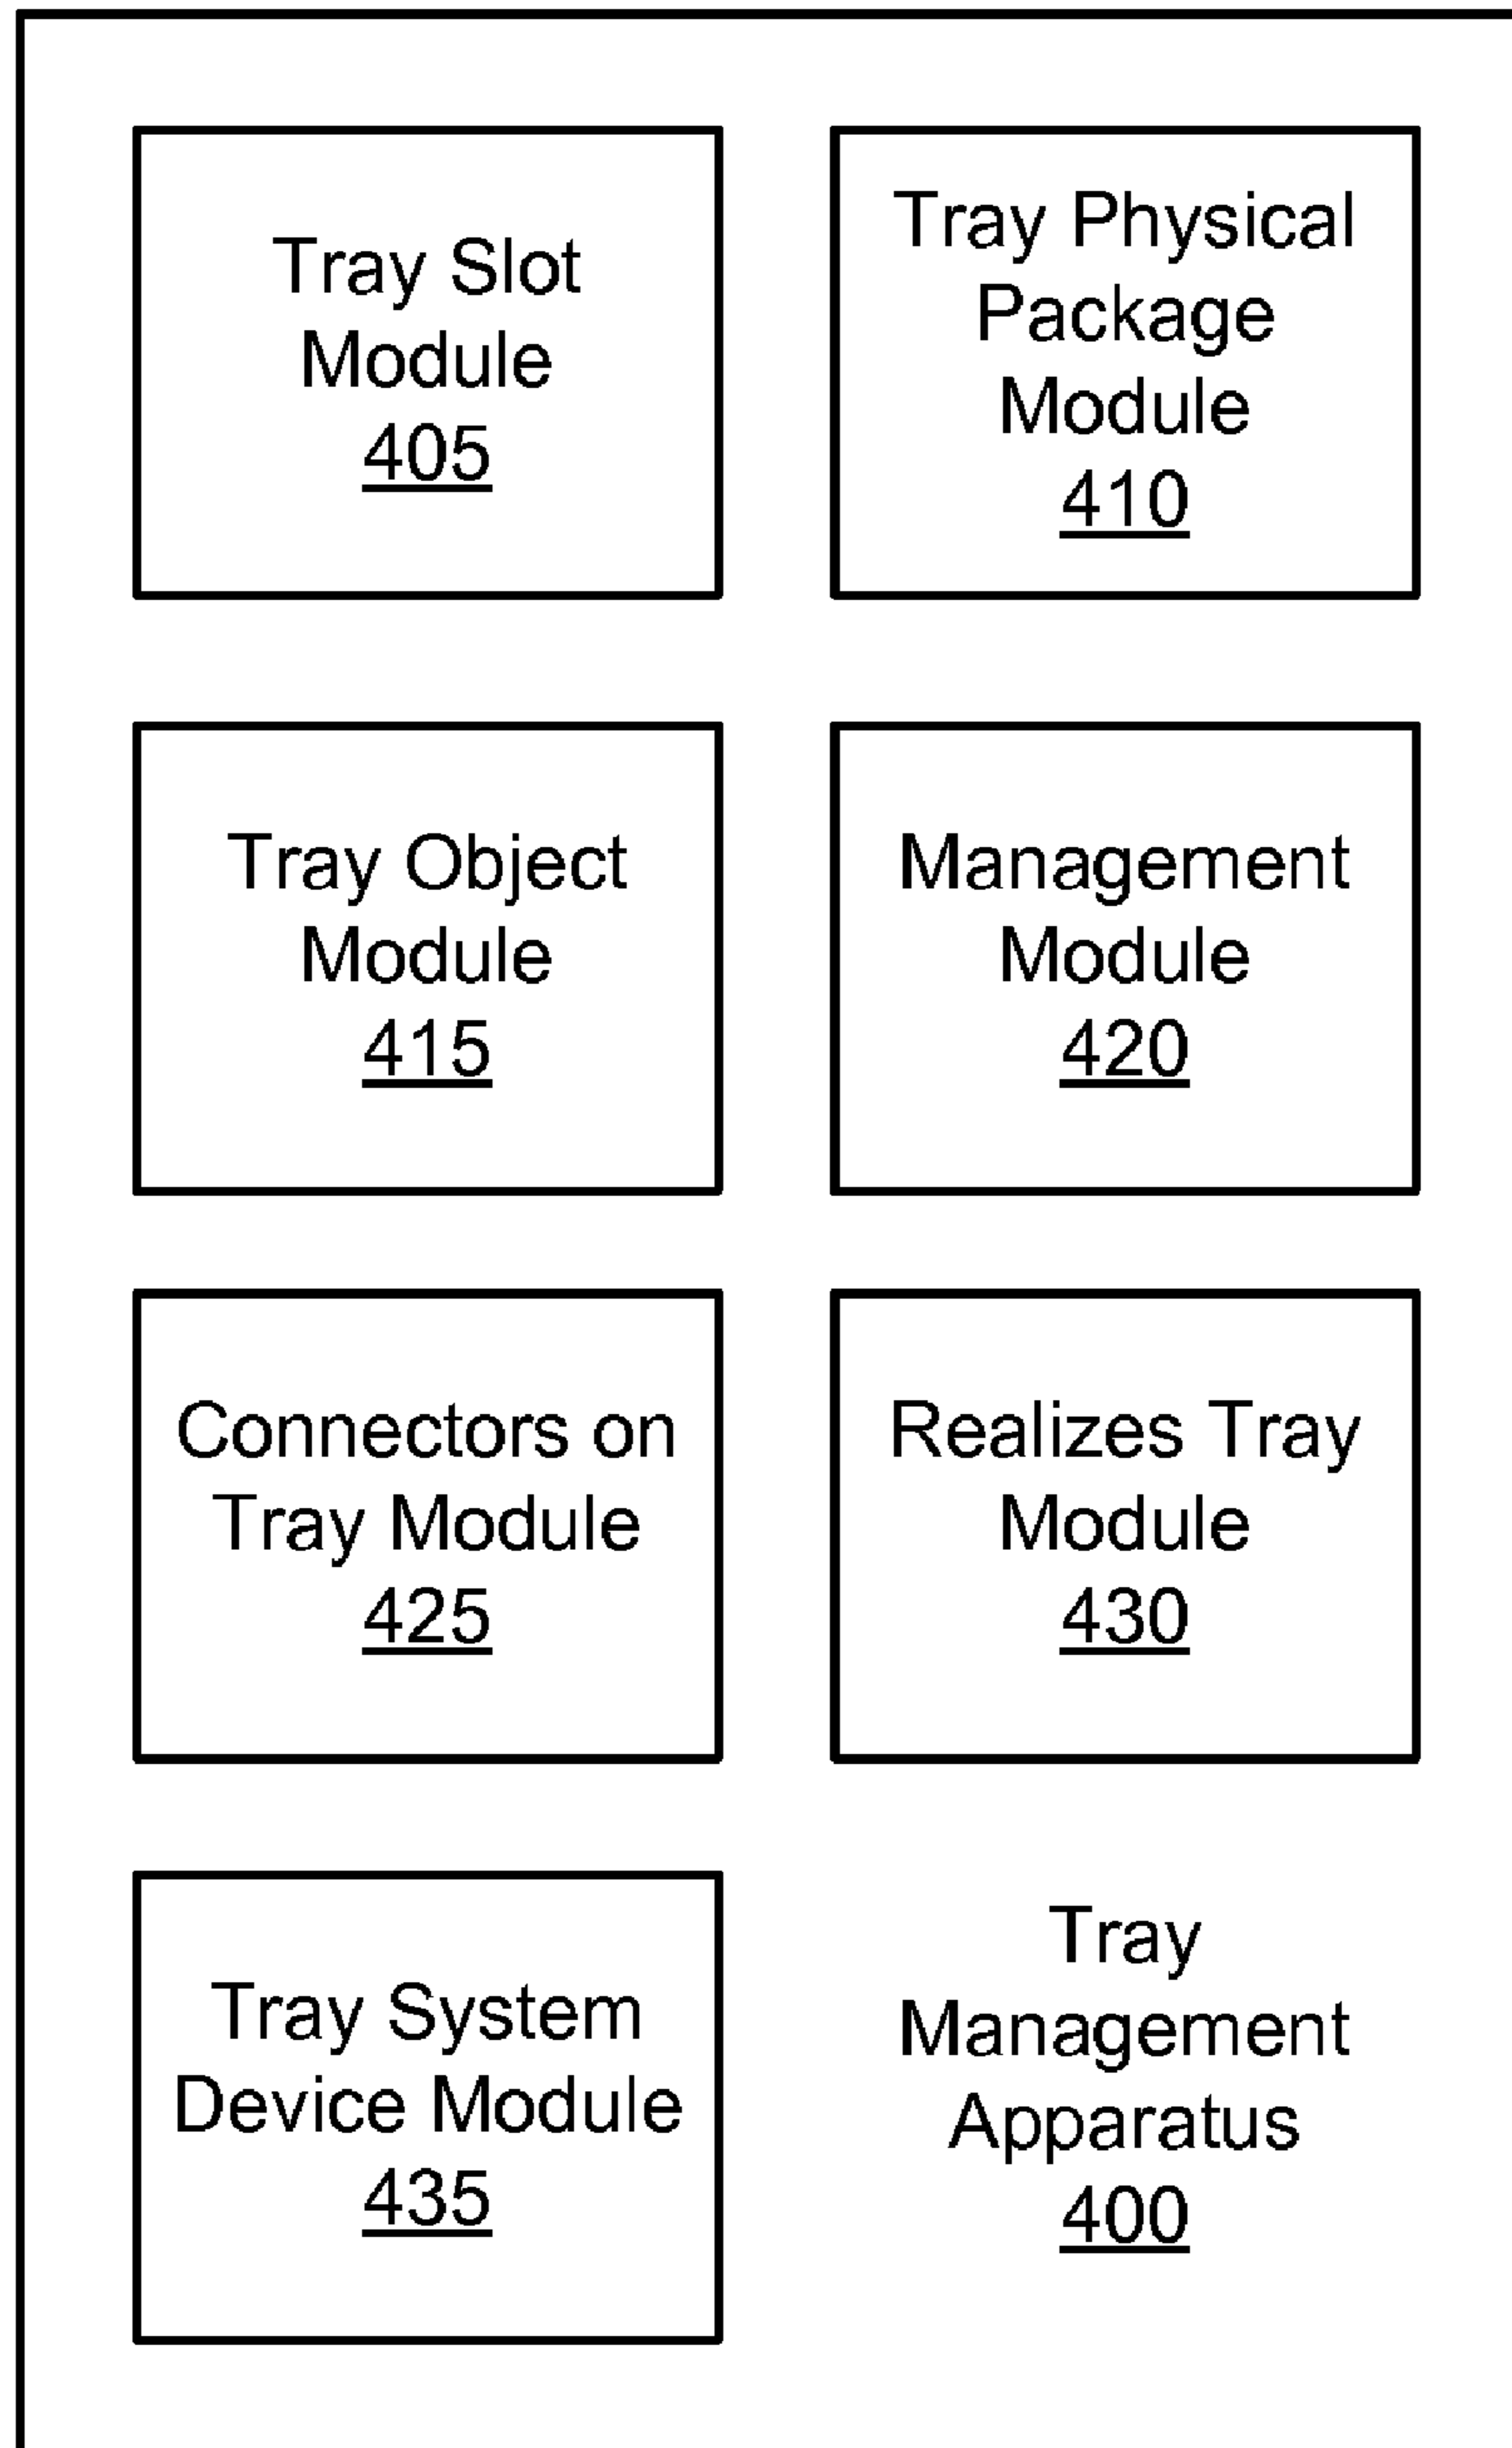 Tray Slot
Module
405
Tray Physical
Package
Module
410
Tray Object
Module
415
Management
Module
420
Connectors on
Tray Module
425
Realizes Tray
Module
430
Tray System
Device Module
435
Tray
Management
Apparatus
400